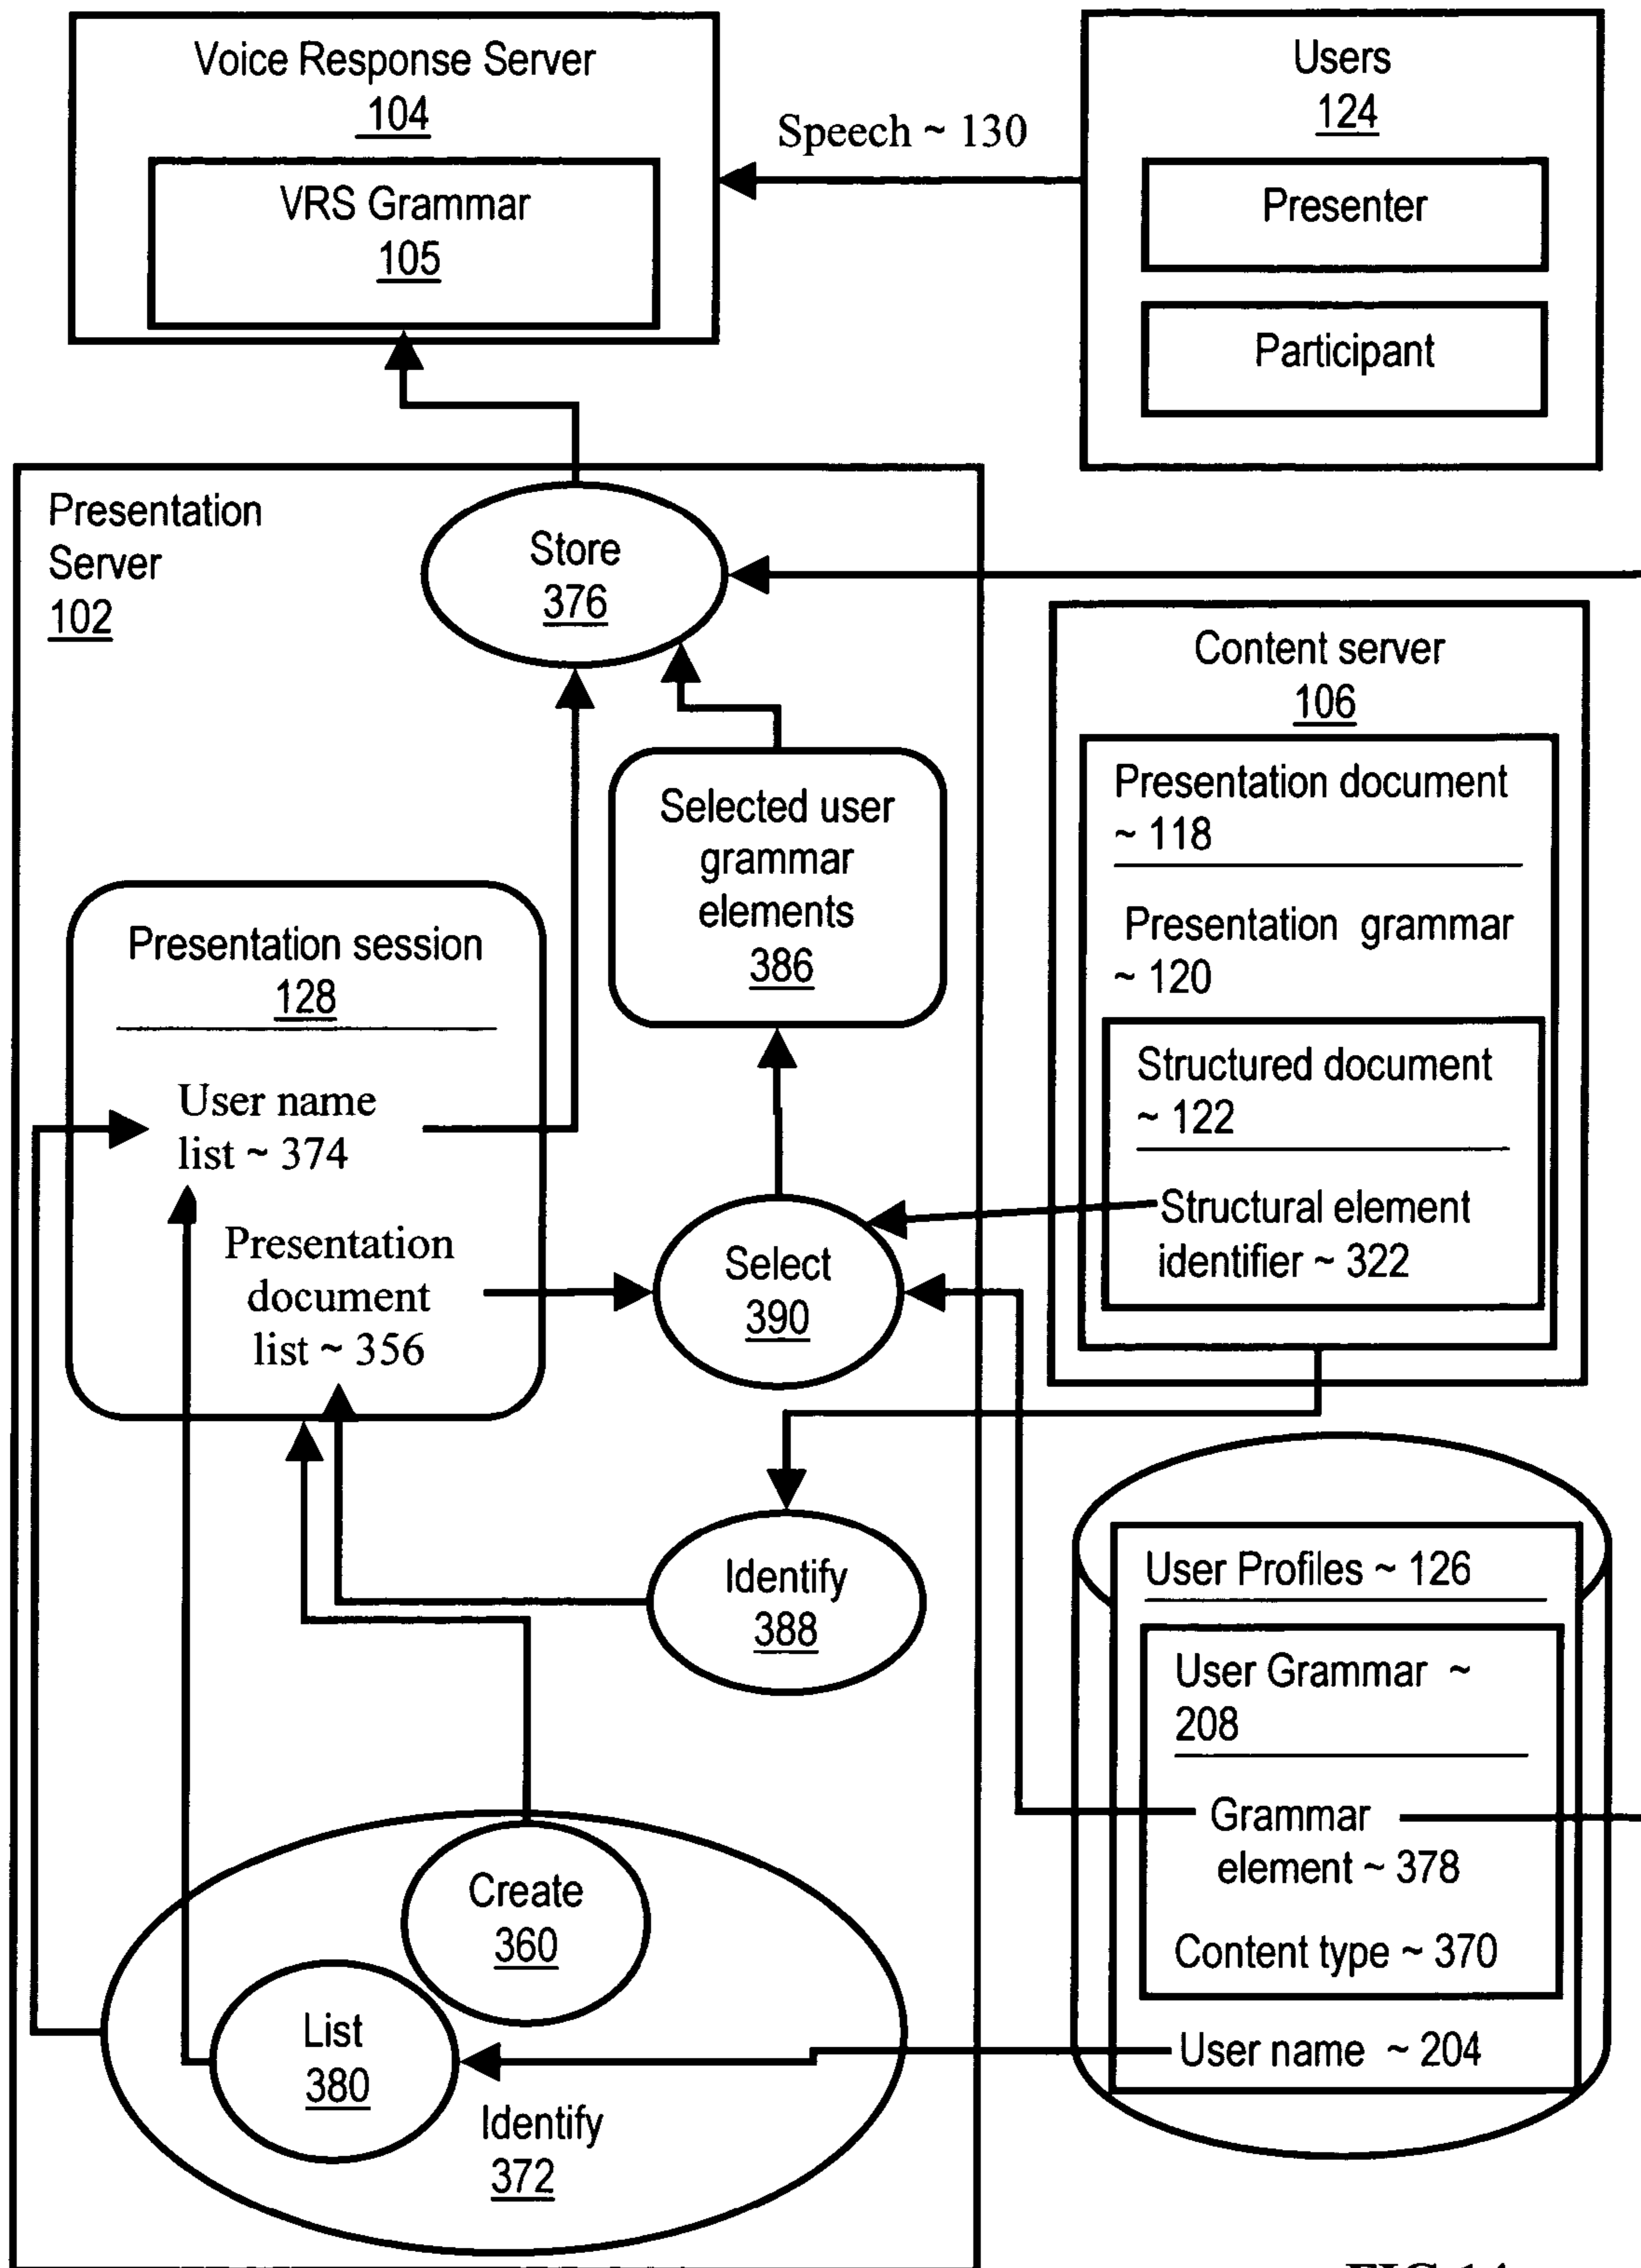 Voice Response Server
104
VRS Grammar
105
Speech ~ 130
Users
124
Presenter
Participant
Presentation
Server
102
Store
376
Content server
106
Presentation document
~ 118
Presentation grammar
~ 120
Structured document
~ 122
Structural element
identifier ~ 322
Selected user
grammar
elements
386
Presentation session
128
User name
list ~ 374
Presentation
document
list ~ 356
Select
390
Identify
388
User Profiles ~ 126
User Grammar ~
208
Grammar
element ~ 378
Content type ~ 370
User name ~ 204
Create
360
List
380
Identify
372